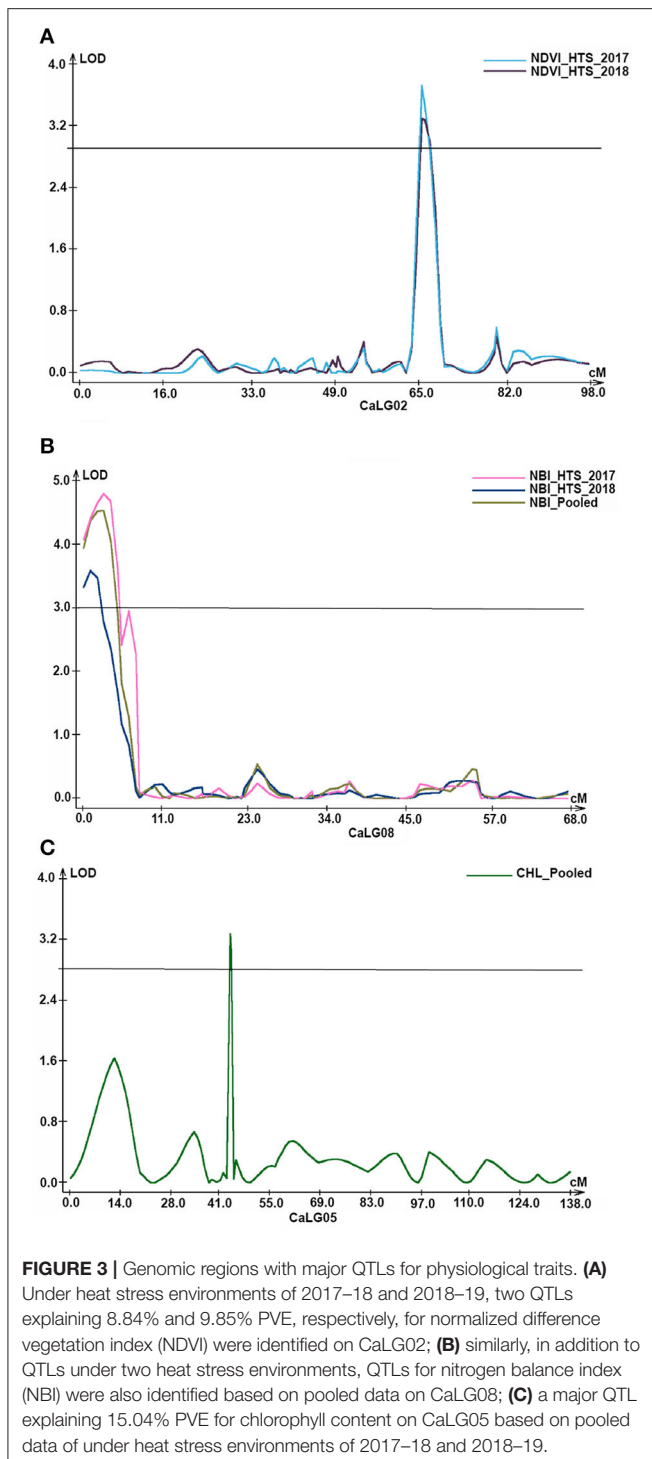 A
LOD
NDVI_HTS_2017
NDVI_HTS_2018
4.0
3.2
2.4
1.6
0.8
0.0
0.0 16.0 33.0 49.0 65.0 82.0 98.0
cM
CaLG02
B
LOD
NBI_HTS_2017
NBI_HTS_2018
NBI_Pooled
5.0
4.0
3.0
2.0
1.0
0.0
0.0 11.0 23.0 34.0 45.0 57.0 68.0
cM
CaLG08
C
LOD
CHL_Pooled
4.0
3.2
2.4
1.6
0.8
0.0
0.0 14.0 28.0 41.0 55.0 69.0 83.0 97.0 110.0 124.0 138.0
cM
CaLG05
FIGURE 3 | Genomic regions with major QTLs for physiological traits. (A)
Under heat stress environments of 2017–18 and 2018–19, two QTLs
explaining 8.84% and 9.85% PVE, respectively, for normalized difference
vegetation index (NDVI) were identified on CaLG02; (B) similarly, in addition to
QTLs under two heat stress environments, QTLs for nitrogen balance index
(NBI) were also identified based on pooled data on CaLG08; (C) a major QTL
explaining 15.04% PVE for chlorophyll content on CaLG05 based on pooled
data of under heat stress environments of 2017–18 and 2018–19.